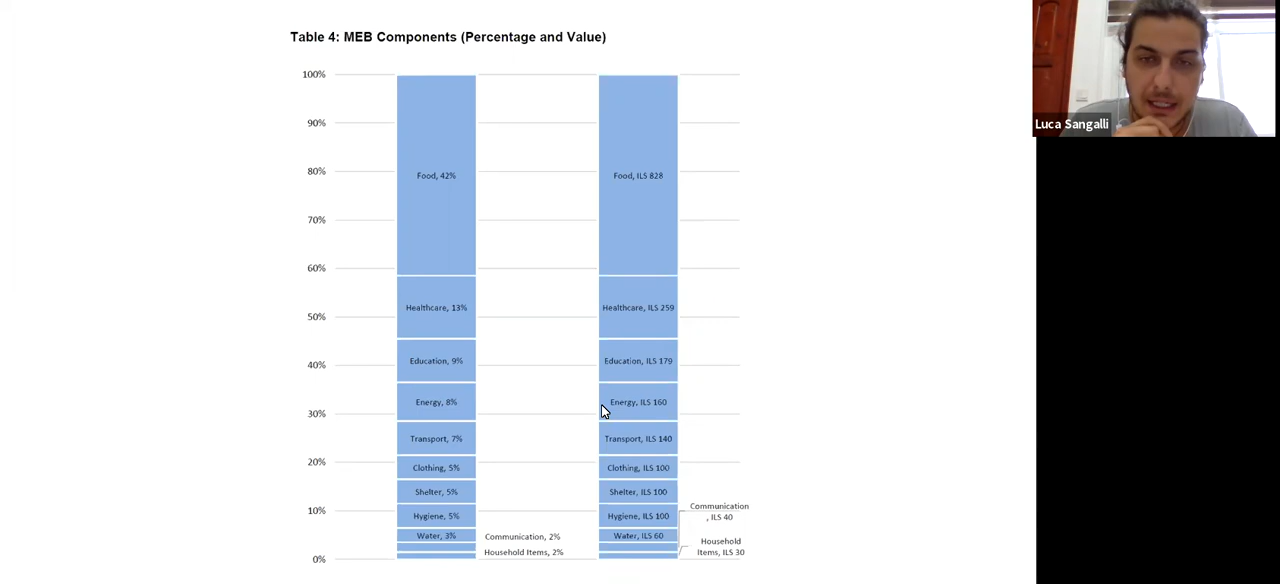 Table 4: MEB Components (Percentage and Value)
100%
90%
80%
70%
60%
50%
40%
30%
20%
10%
0%
Food, 42%
Healthcare, 13%
Education, 9%
Energy, 8%
Transport, 7%
Clothing, 5%
Shelter, 5%
Hygiene, 5%
Water, 3%
Communication, 2%
Household Items, 2%
Food, ILS 828
Healthcare, ILS 259
Education, ILS 179
Energy, ILS 160
Transport, ILS 140
Clothing, ILS 100
Shelter, ILS 100
Hygiene, ILS 100
Water, ILS 60
Communication
, ILS 40
Household
Items, ILS 30
Luca Sangalli